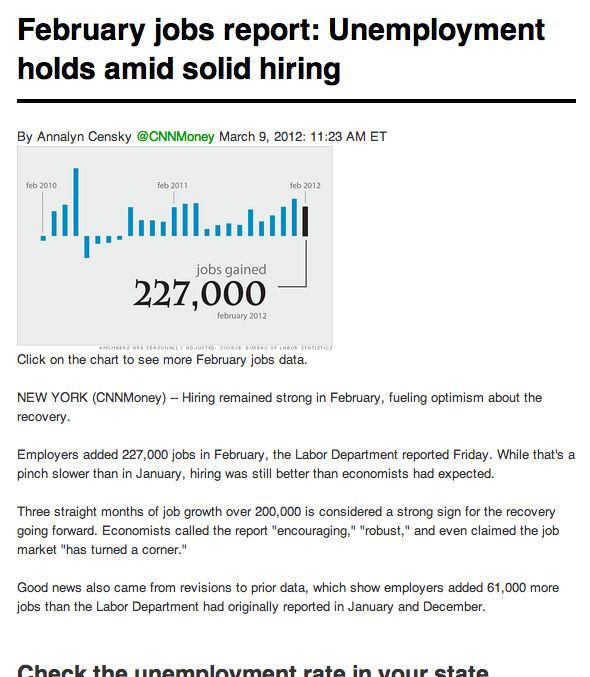 February jobs report: Unemployment
holds amid solid hiring
By Annalyn Censky @CNNMoney March 9, 2012: 11:23 AM ET
feb 2010
feb 2011
feb 2012
jobs gained
227,000
february 2012
*NUMBERS ARE SEASONALLY ADJUSTED; SOURCE: BUREAU OF LABOR STATISTICS
Click on the chart to see more February jobs data.
NEW YORK (CNNMoney) -- Hiring remained strong in February, fueling optimism about the
recovery.
Employers added 227,000 jobs in February, the Labor Department reported Friday. While that's a
pinch slower than in January, hiring was still better than economists had expected.
Three straight months of job growth over 200,000 is considered a strong sign for the recovery
going forward. Economists called the report "encouraging," "robust," and even claimed the job
market "has turned a corner."
Good news also came from revisions to prior data, which show employers added 61,000 more
jobs than the Labor Department had originally reported in January and December.
Check the unemployment rate in your state